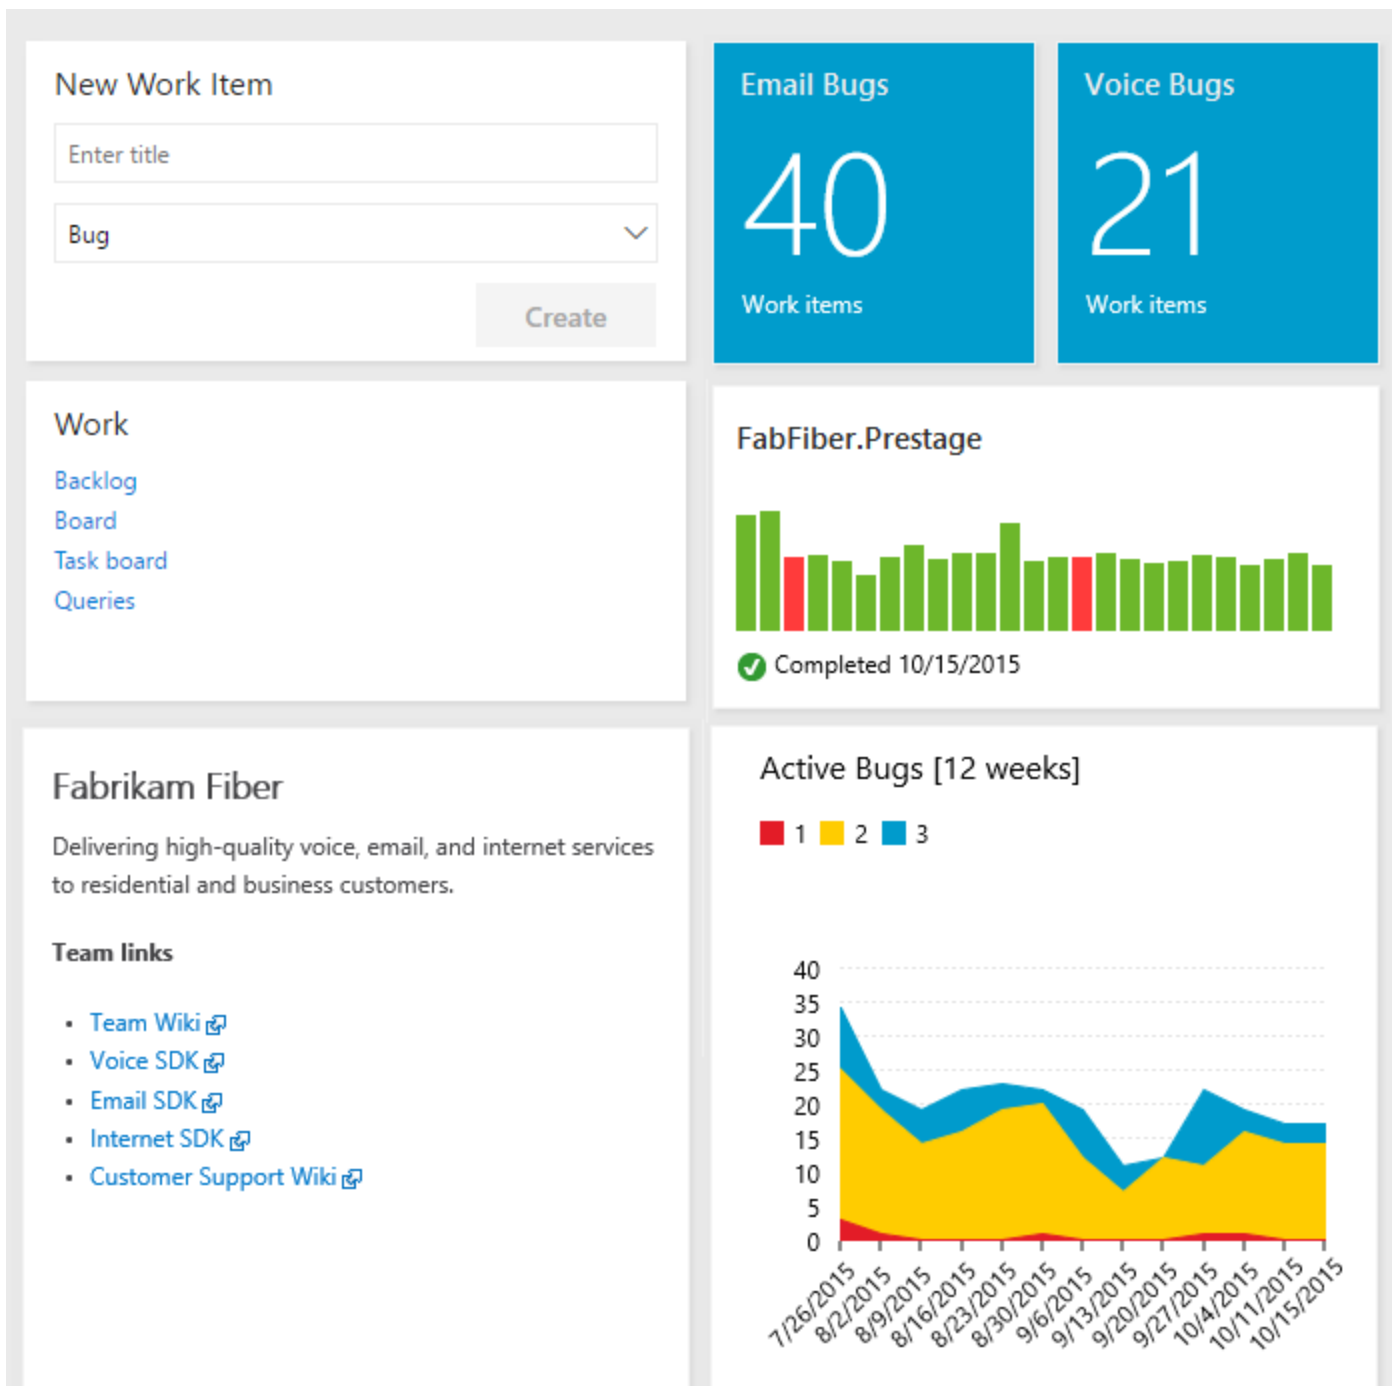 New Work Item
Enter title
Bug
Create
Email Bugs
40
Work items
Voice Bugs
21
Work items
Work
Backlog
Board
Task board
Queries
FabFiber.Prestage
Completed 10/15/2015
Fabrikam Fiber
Delivering high-quality voice, email, and internet services
to residential and business customers.
Team links
• Team Wiki
• Voice SDK
• Email SDK
• Internet SDK
• Customer Support Wiki
Active Bugs [12 weeks]
1 2 3
40
35
30
25
20
15
10
5
0
7/26/2015
8/2/2015
8/9/2015
8/16/2015
8/23/2015
8/30/2015
9/6/2015
9/13/2015
9/20/2015
9/27/2015
10/4/2015
10/11/2015
10/15/2015